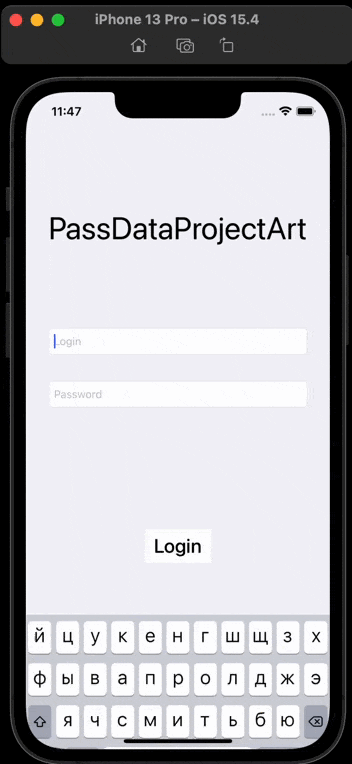 iPhone 13 Pro – iOS 15.4
11:47
PassDataProjectArt
Login
Password
Login
й ц у к е н г ш щ з х
ф ы в а п р о л д ж э
я ч с м и т ь б ю